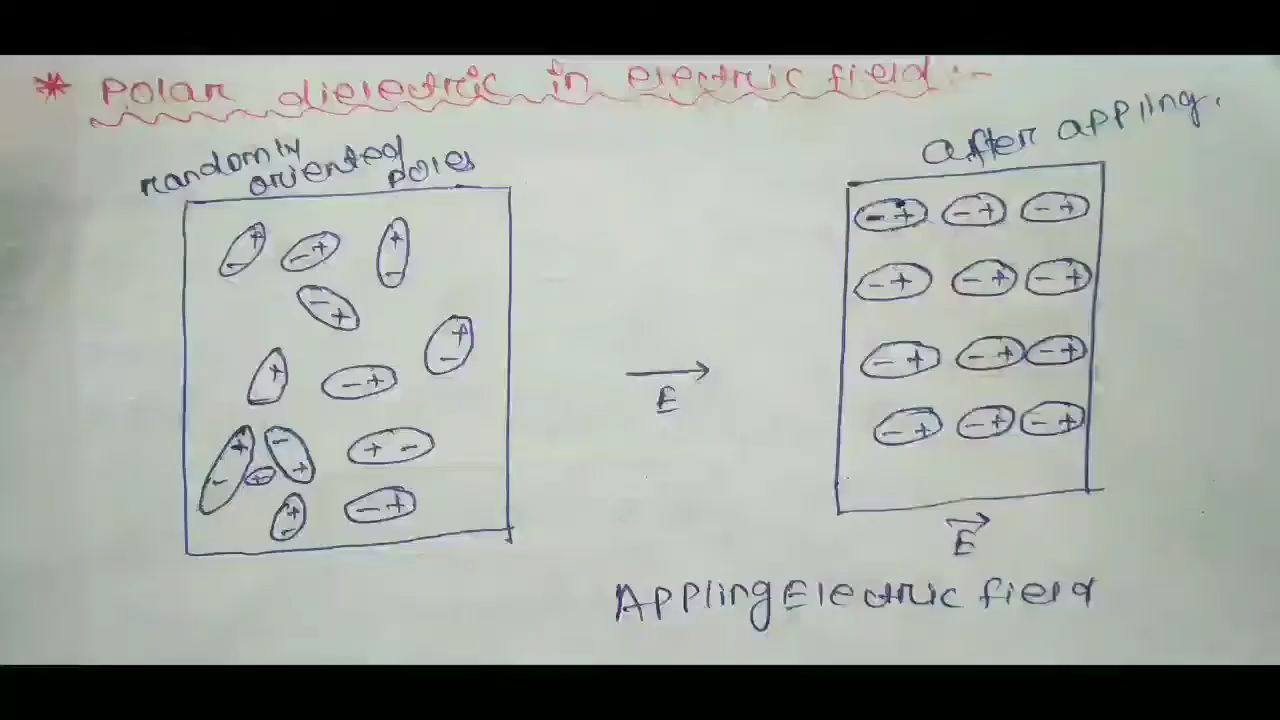 * Polar dielectric in electric field :-
randomly
oriented
poles
after appling.
E
E
Appling Electric field